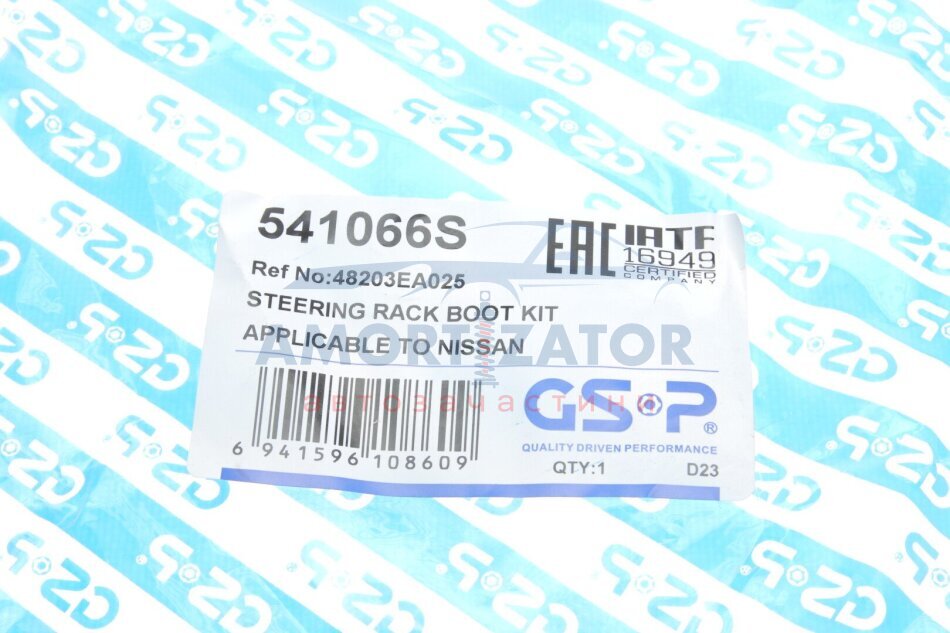 541066S
EAC
IATF
16949
CERTIFIED
COMPANY
Ref No:48203EA025
STEERING RACK BOOT KIT
APPLICABLE TO NISSAN
AMORTIZATOR
автозапчастини
GSP®
QUALITY DRIVEN PERFORMANCE
6 941596 108609
QTY:1
D23